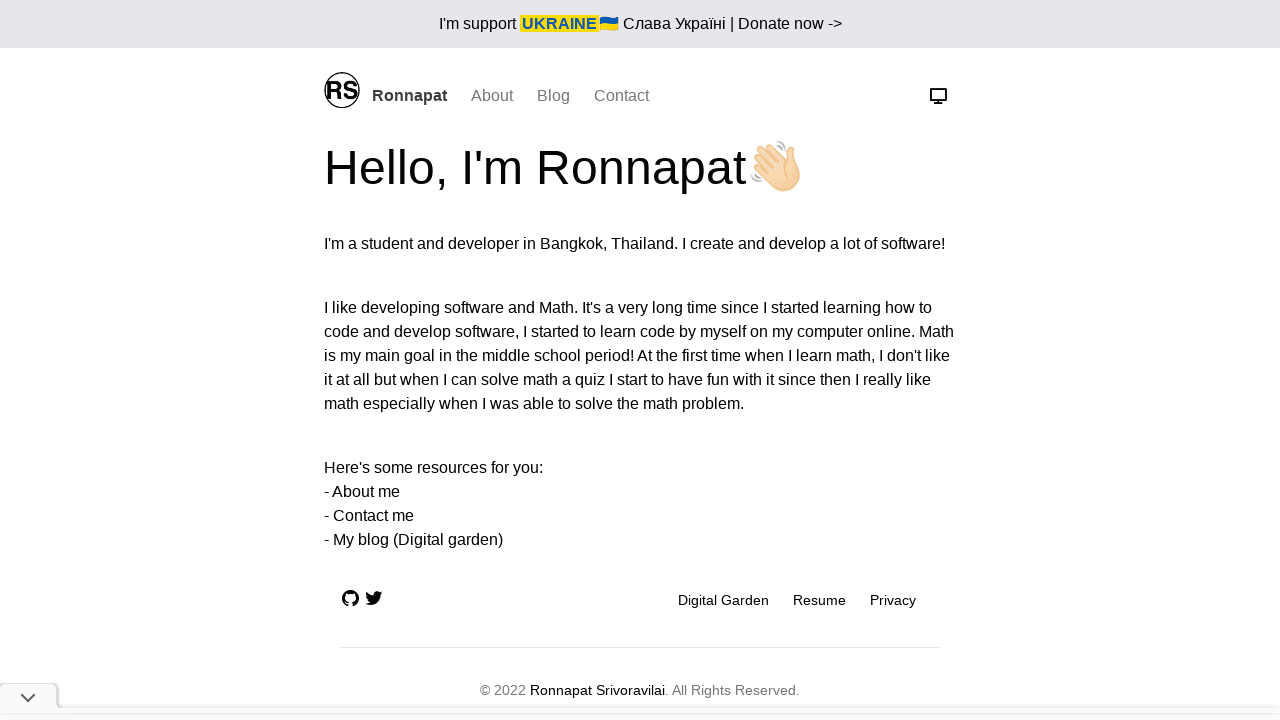 I'm support UKRAINE🇺🇦 Слава Україні | Donate now ->
RS Ronnapat About Blog Contact
Hello, I'm Ronnapat👋🏻
I'm a student and developer in Bangkok, Thailand. I create and develop a lot of software!
I like developing software and Math. It's a very long time since I started learning how to
code and develop software, I started to learn code by myself on my computer online. Math
is my main goal in the middle school period! At the first time when I learn math, I don't like
it at all but when I can solve math a quiz I start to have fun with it since then I really like
math especially when I was able to solve the math problem.
Here's some resources for you:
- About me
- Contact me
- My blog (Digital garden)
Digital Garden Resume Privacy
© 2022 Ronnapat Srivoravilai. All Rights Reserved.